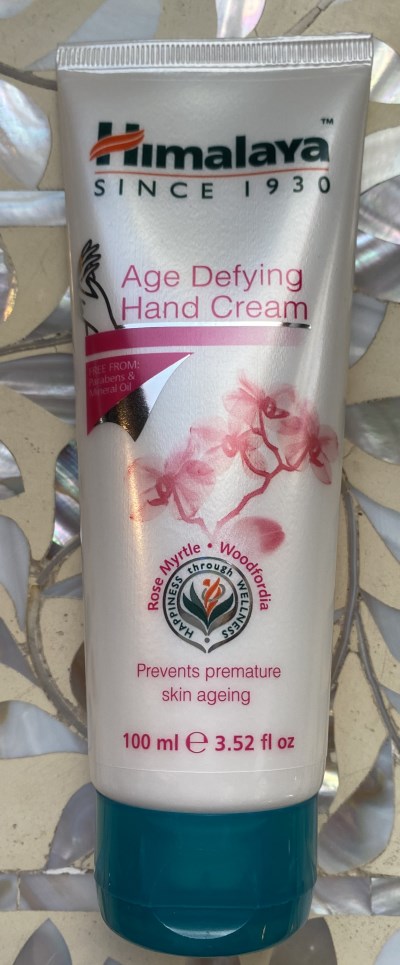 Himalaya™
SINCE 1930
Age Defying
Hand Cream
FREE FROM:
Parabens &
Mineral Oil
Rose Myrtle • Woodfordia
HAPPINESS through WELLNESS
Prevents premature
skin ageing
100 ml ℮ 3.52 fl oz